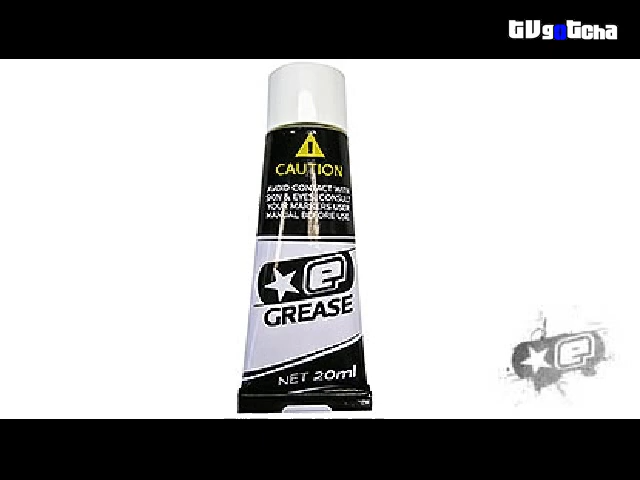 TVgotcha
CAUTION
AVOID CONTACT WITH
SKIN & EYES. CONSULT
YOUR MARKERS USER
MANUAL BEFORE USE.
e
GREASE
NET 20ml
e